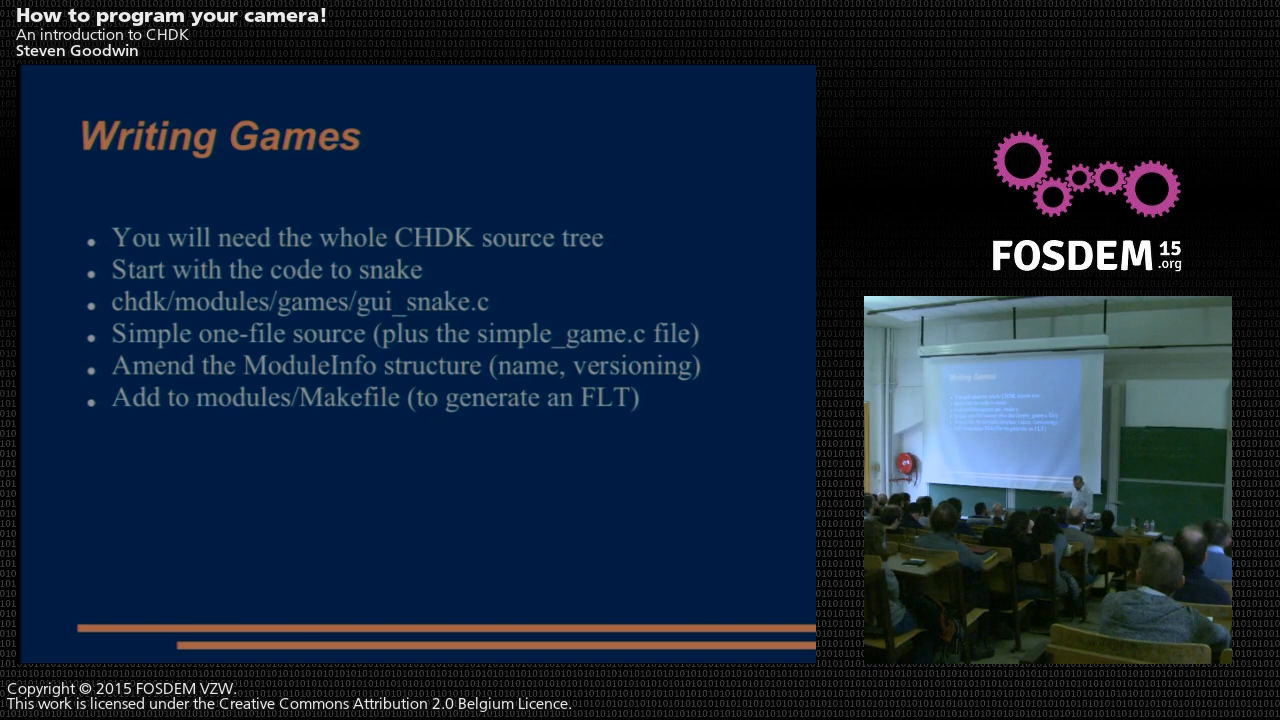 How to program your camera!
An introduction to CHDK
Steven Goodwin
Writing Games
You will need the whole CHDK source tree
Start with the code to snake
chdk/modules/games/gui_snake.c
Simple one-file source (plus the simple_game.c file)
Amend the ModuleInfo structure (name, versioning)
Add to modules/Makefile (to generate an FLT)
FOSDEM 15
.org
Writing Games
Copyright © 2015 FOSDEM VZW.
This work is licensed under the Creative Commons Attribution 2.0 Belgium Licence.